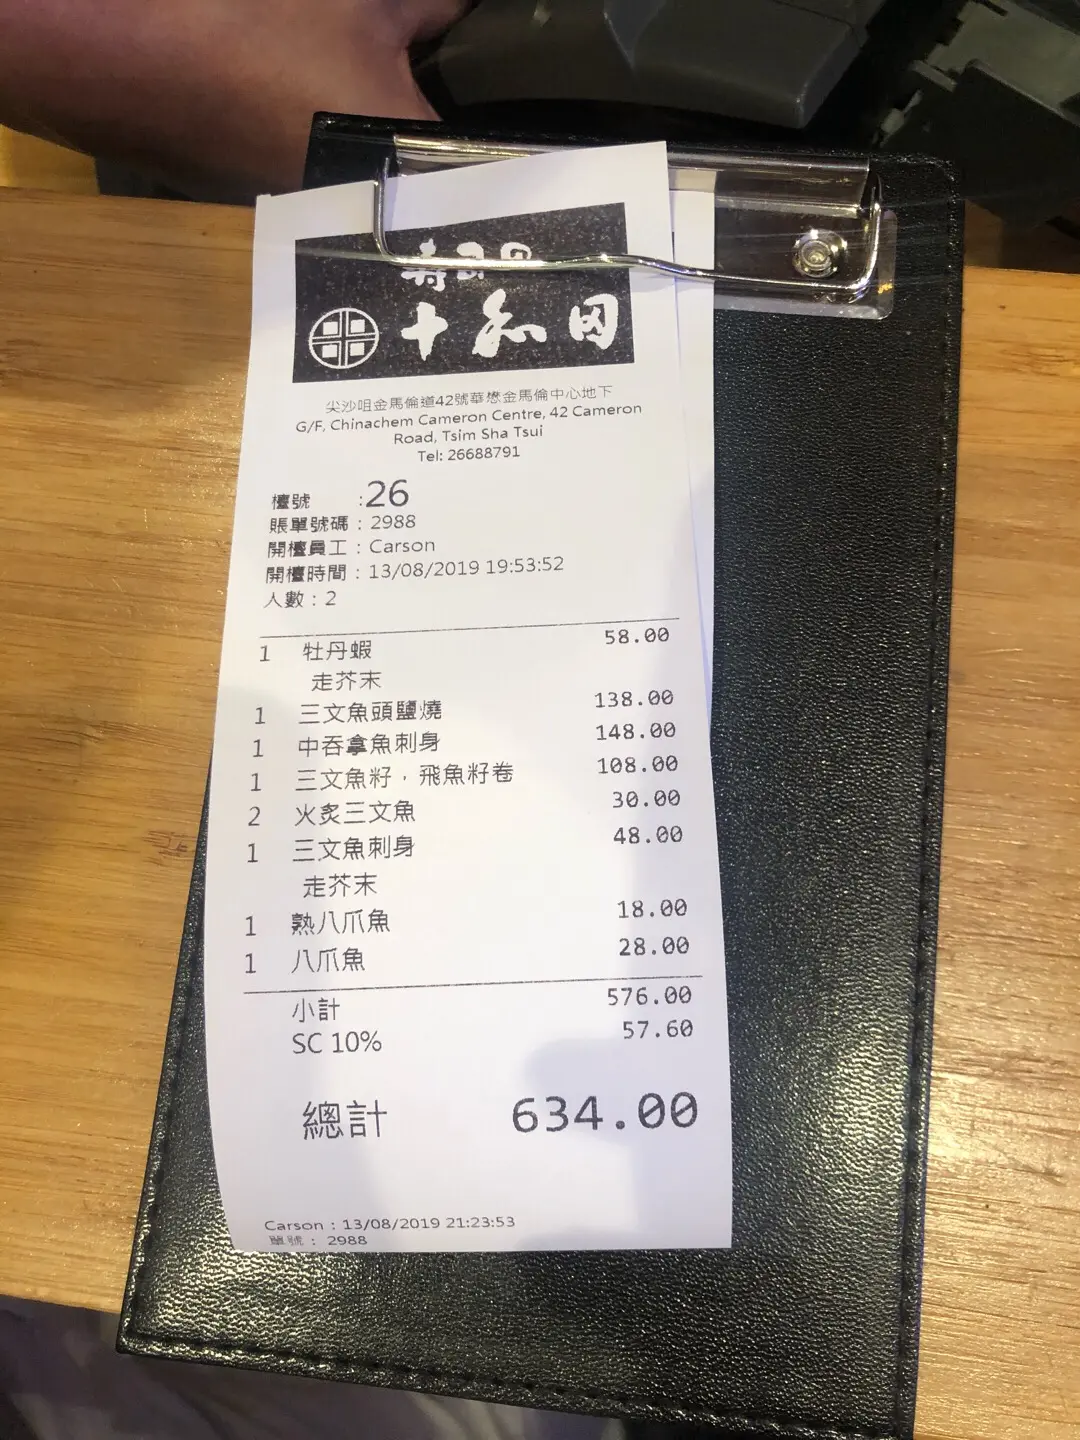 十和田
尖沙咀金馬倫道42號華懋金馬倫中心地下
G/F, Chinachem Cameron Centre, 42 Cameron
Road, Tsim Sha Tsui
Tel: 26688791
檯號 :26
賬單號碼 : 2988
開檯員工 : Carson
開檯時間 : 13/08/2019 19:53:52
人數 : 2
1 牡丹蝦 58.00
走芥末
1 三文魚頭鹽燒 138.00
1 中吞拿魚刺身 148.00
1 三文魚籽，飛魚籽卷 108.00
2 火炙三文魚 30.00
1 三文魚刺身 48.00
走芥末
1 熟八爪魚 18.00
1 八爪魚 28.00
小計 576.00
SC 10% 57.60
總計 634.00
Carson : 13/08/2019 21:23:53
單號 : 2988